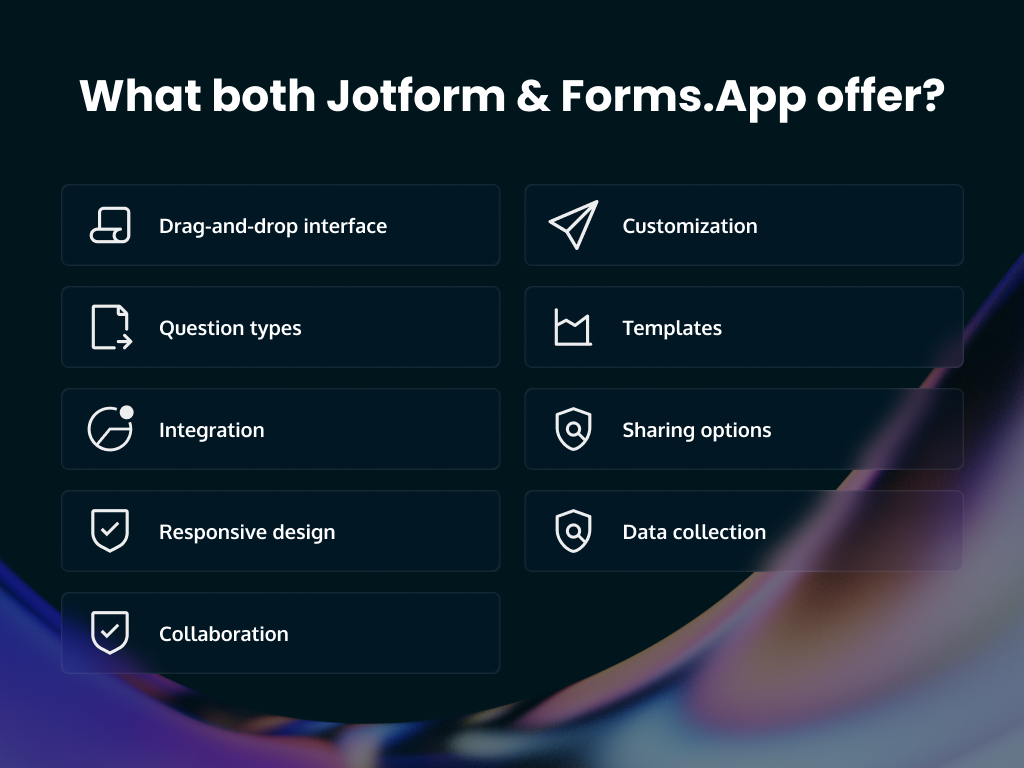 What both Jotform & Forms.App offer?
Drag-and-drop interface
Customization
Question types
Templates
Integration
Sharing options
Responsive design
Data collection
Collaboration